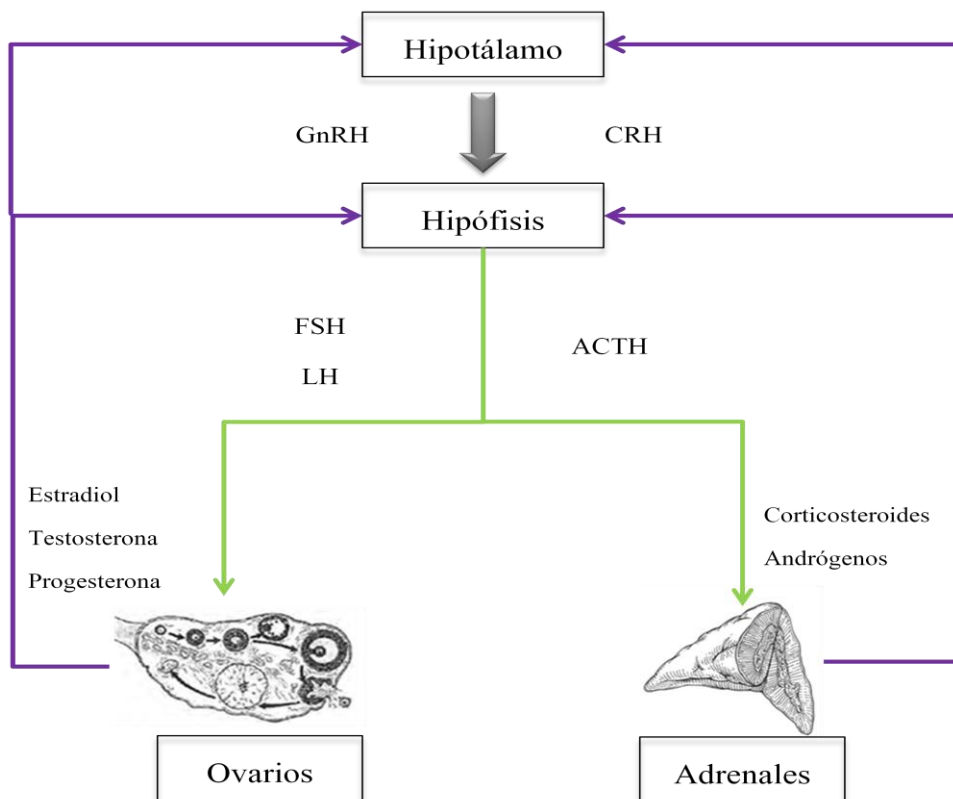 Hipotálamo
GnRH
CRH
Hipófisis
FSH
LH
ACTH
Estradiol
Testosterona
Progesterona
Corticosteroides
Andrógenos
Ovarios
Adrenales